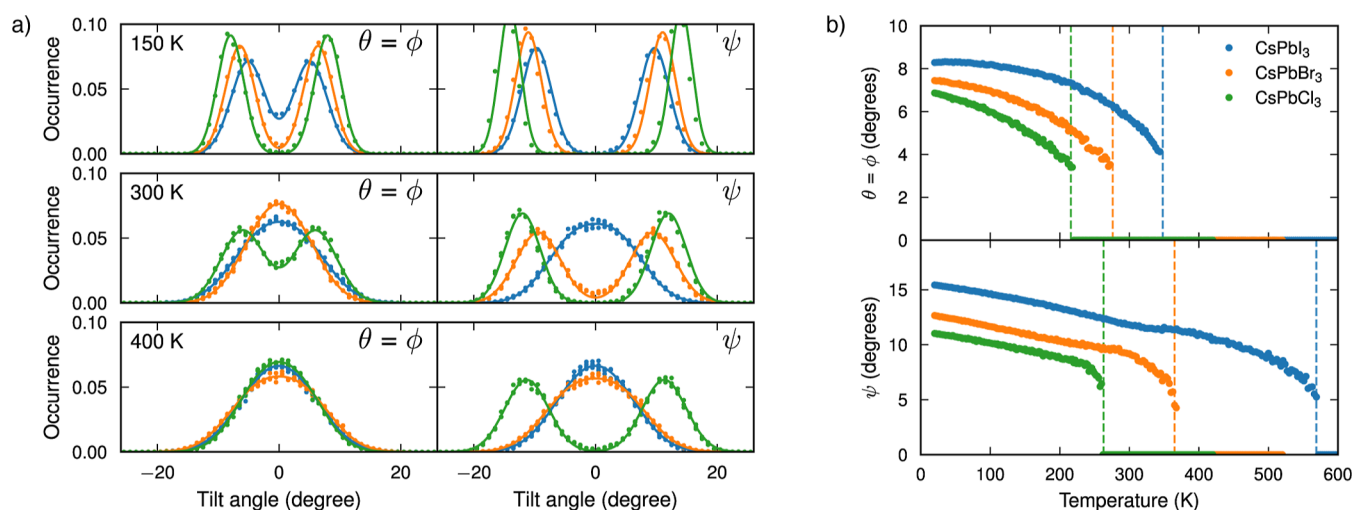 a)
150 K
θ = ϕ
ψ
0.10
0.05
0.00
Occurrence
300 K
θ = ϕ
ψ
0.10
0.05
0.00
Occurrence
400 K
θ = ϕ
ψ
0.10
0.05
0.00
Occurrence
−20 0 20
−20 0 20
Tilt angle (degree)
Tilt angle (degree)
b)
10
8
6
4
2
0
θ = ϕ (degrees)
CsPbI₃
CsPbBr₃
CsPbCl₃
15
10
5
0
ψ (degrees)
0 100 200 300 400 500 600
Temperature (K)